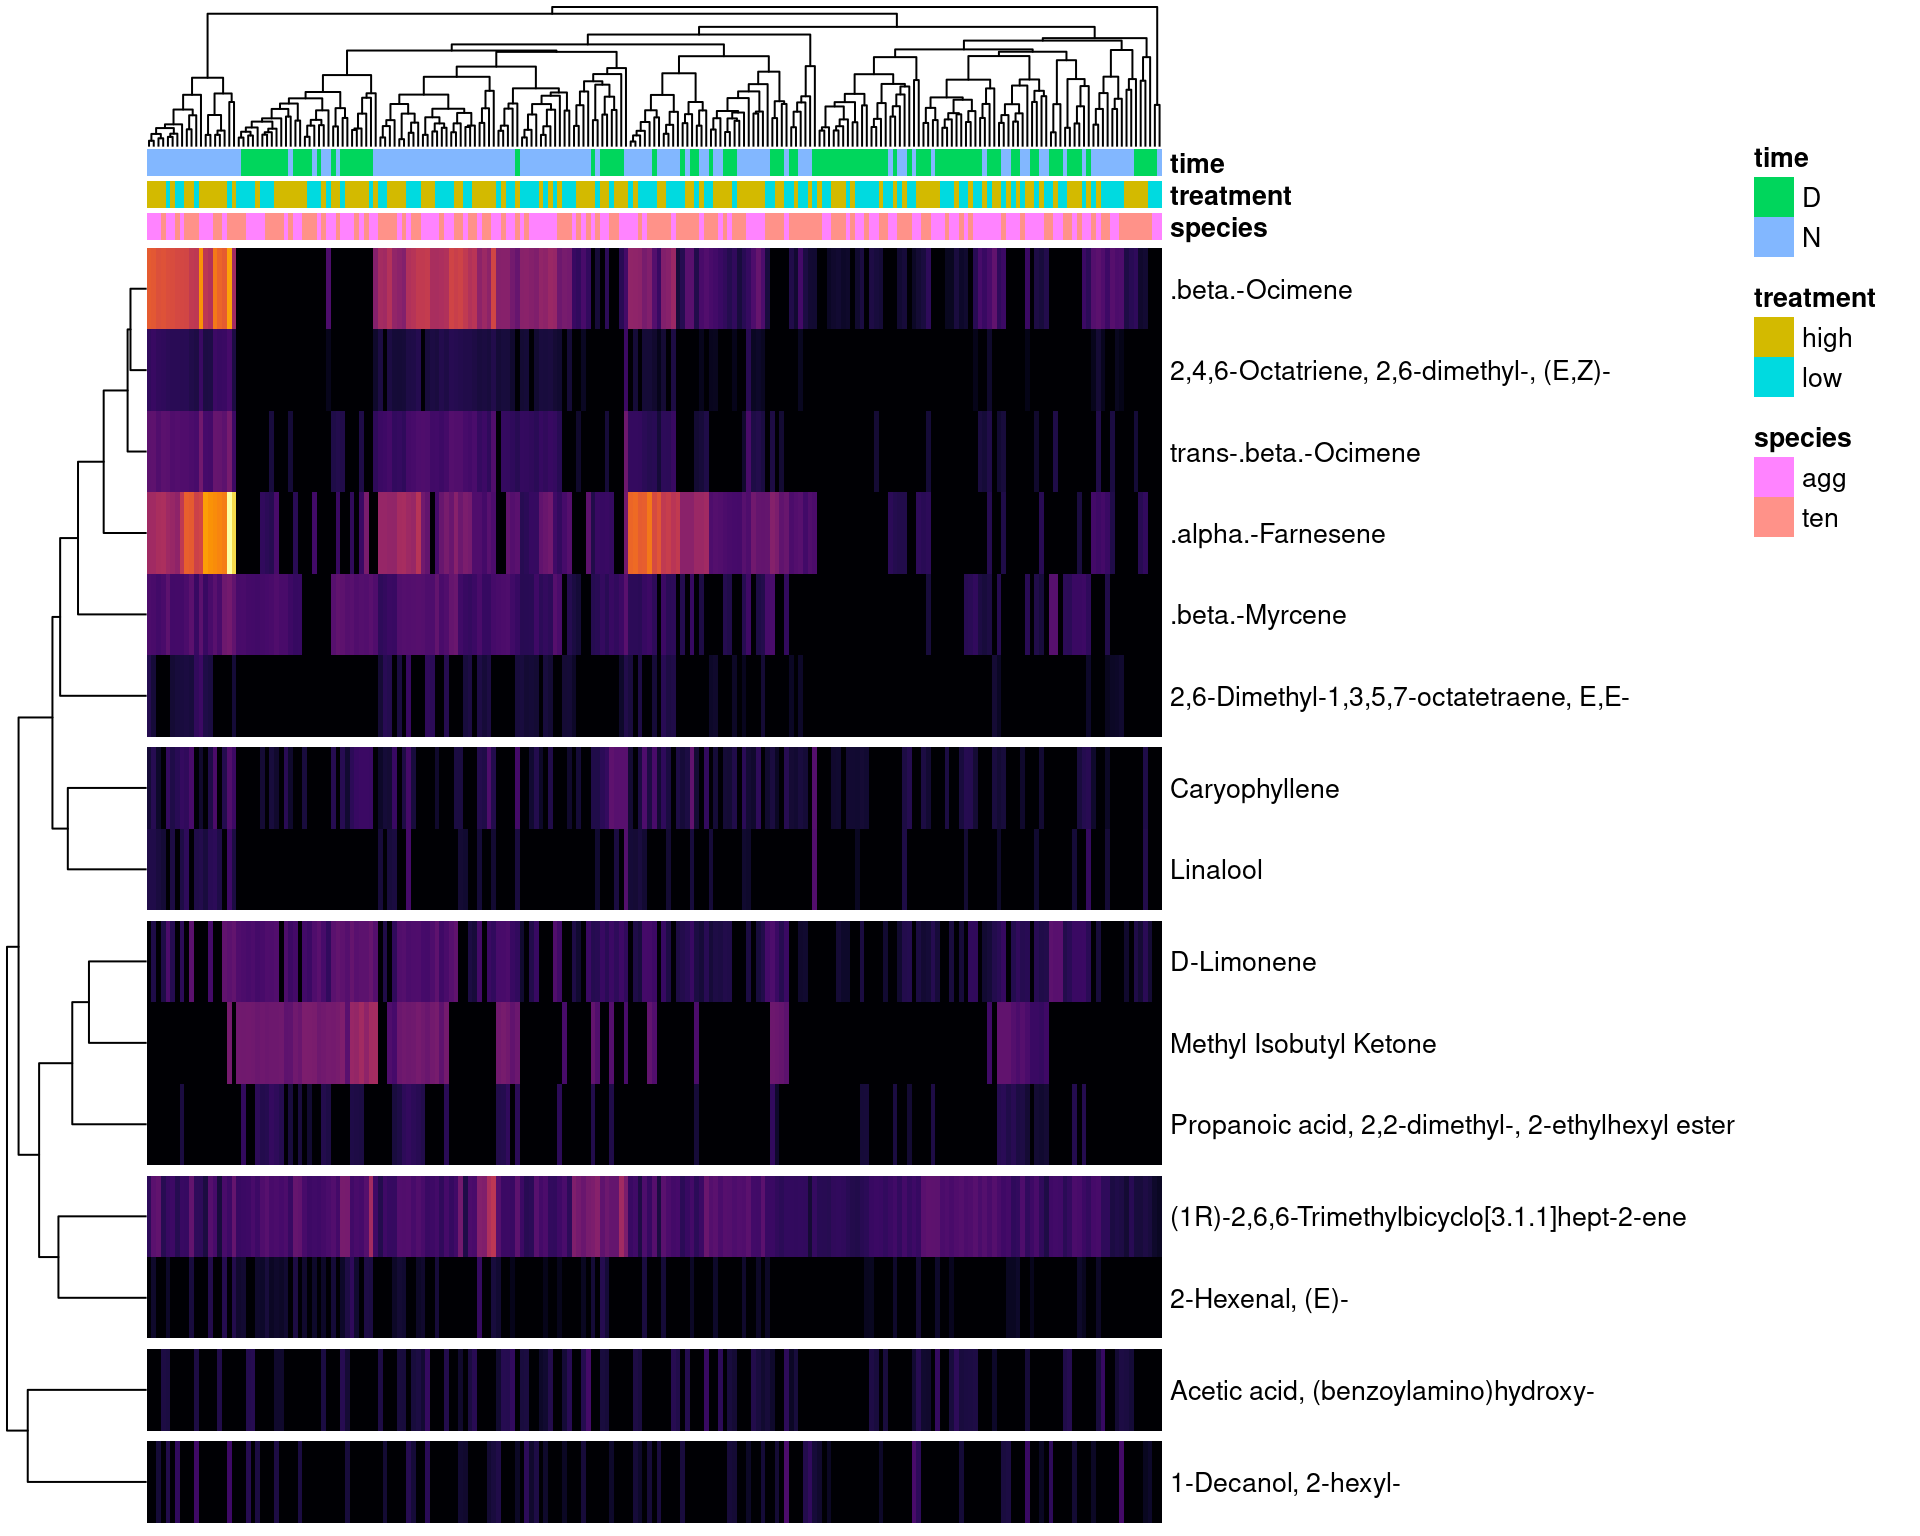 time
treatment
species
.beta.-Ocimene
2,4,6-Octatriene, 2,6-dimethyl-, (E,Z)-
trans-.beta.-Ocimene
.alpha.-Farnesene
.beta.-Myrcene
2,6-Dimethyl-1,3,5,7-octatetraene, E,E-
Caryophyllene
Linalool
D-Limonene
Methyl Isobutyl Ketone
Propanoic acid, 2,2-dimethyl-, 2-ethylhexyl ester
(1R)-2,6,6-Trimethylbicyclo[3.1.1]hept-2-ene
2-Hexenal, (E)-
Acetic acid, (benzoylamino)hydroxy-
1-Decanol, 2-hexyl-
time
D
N
treatment
high
low
species
agg
ten